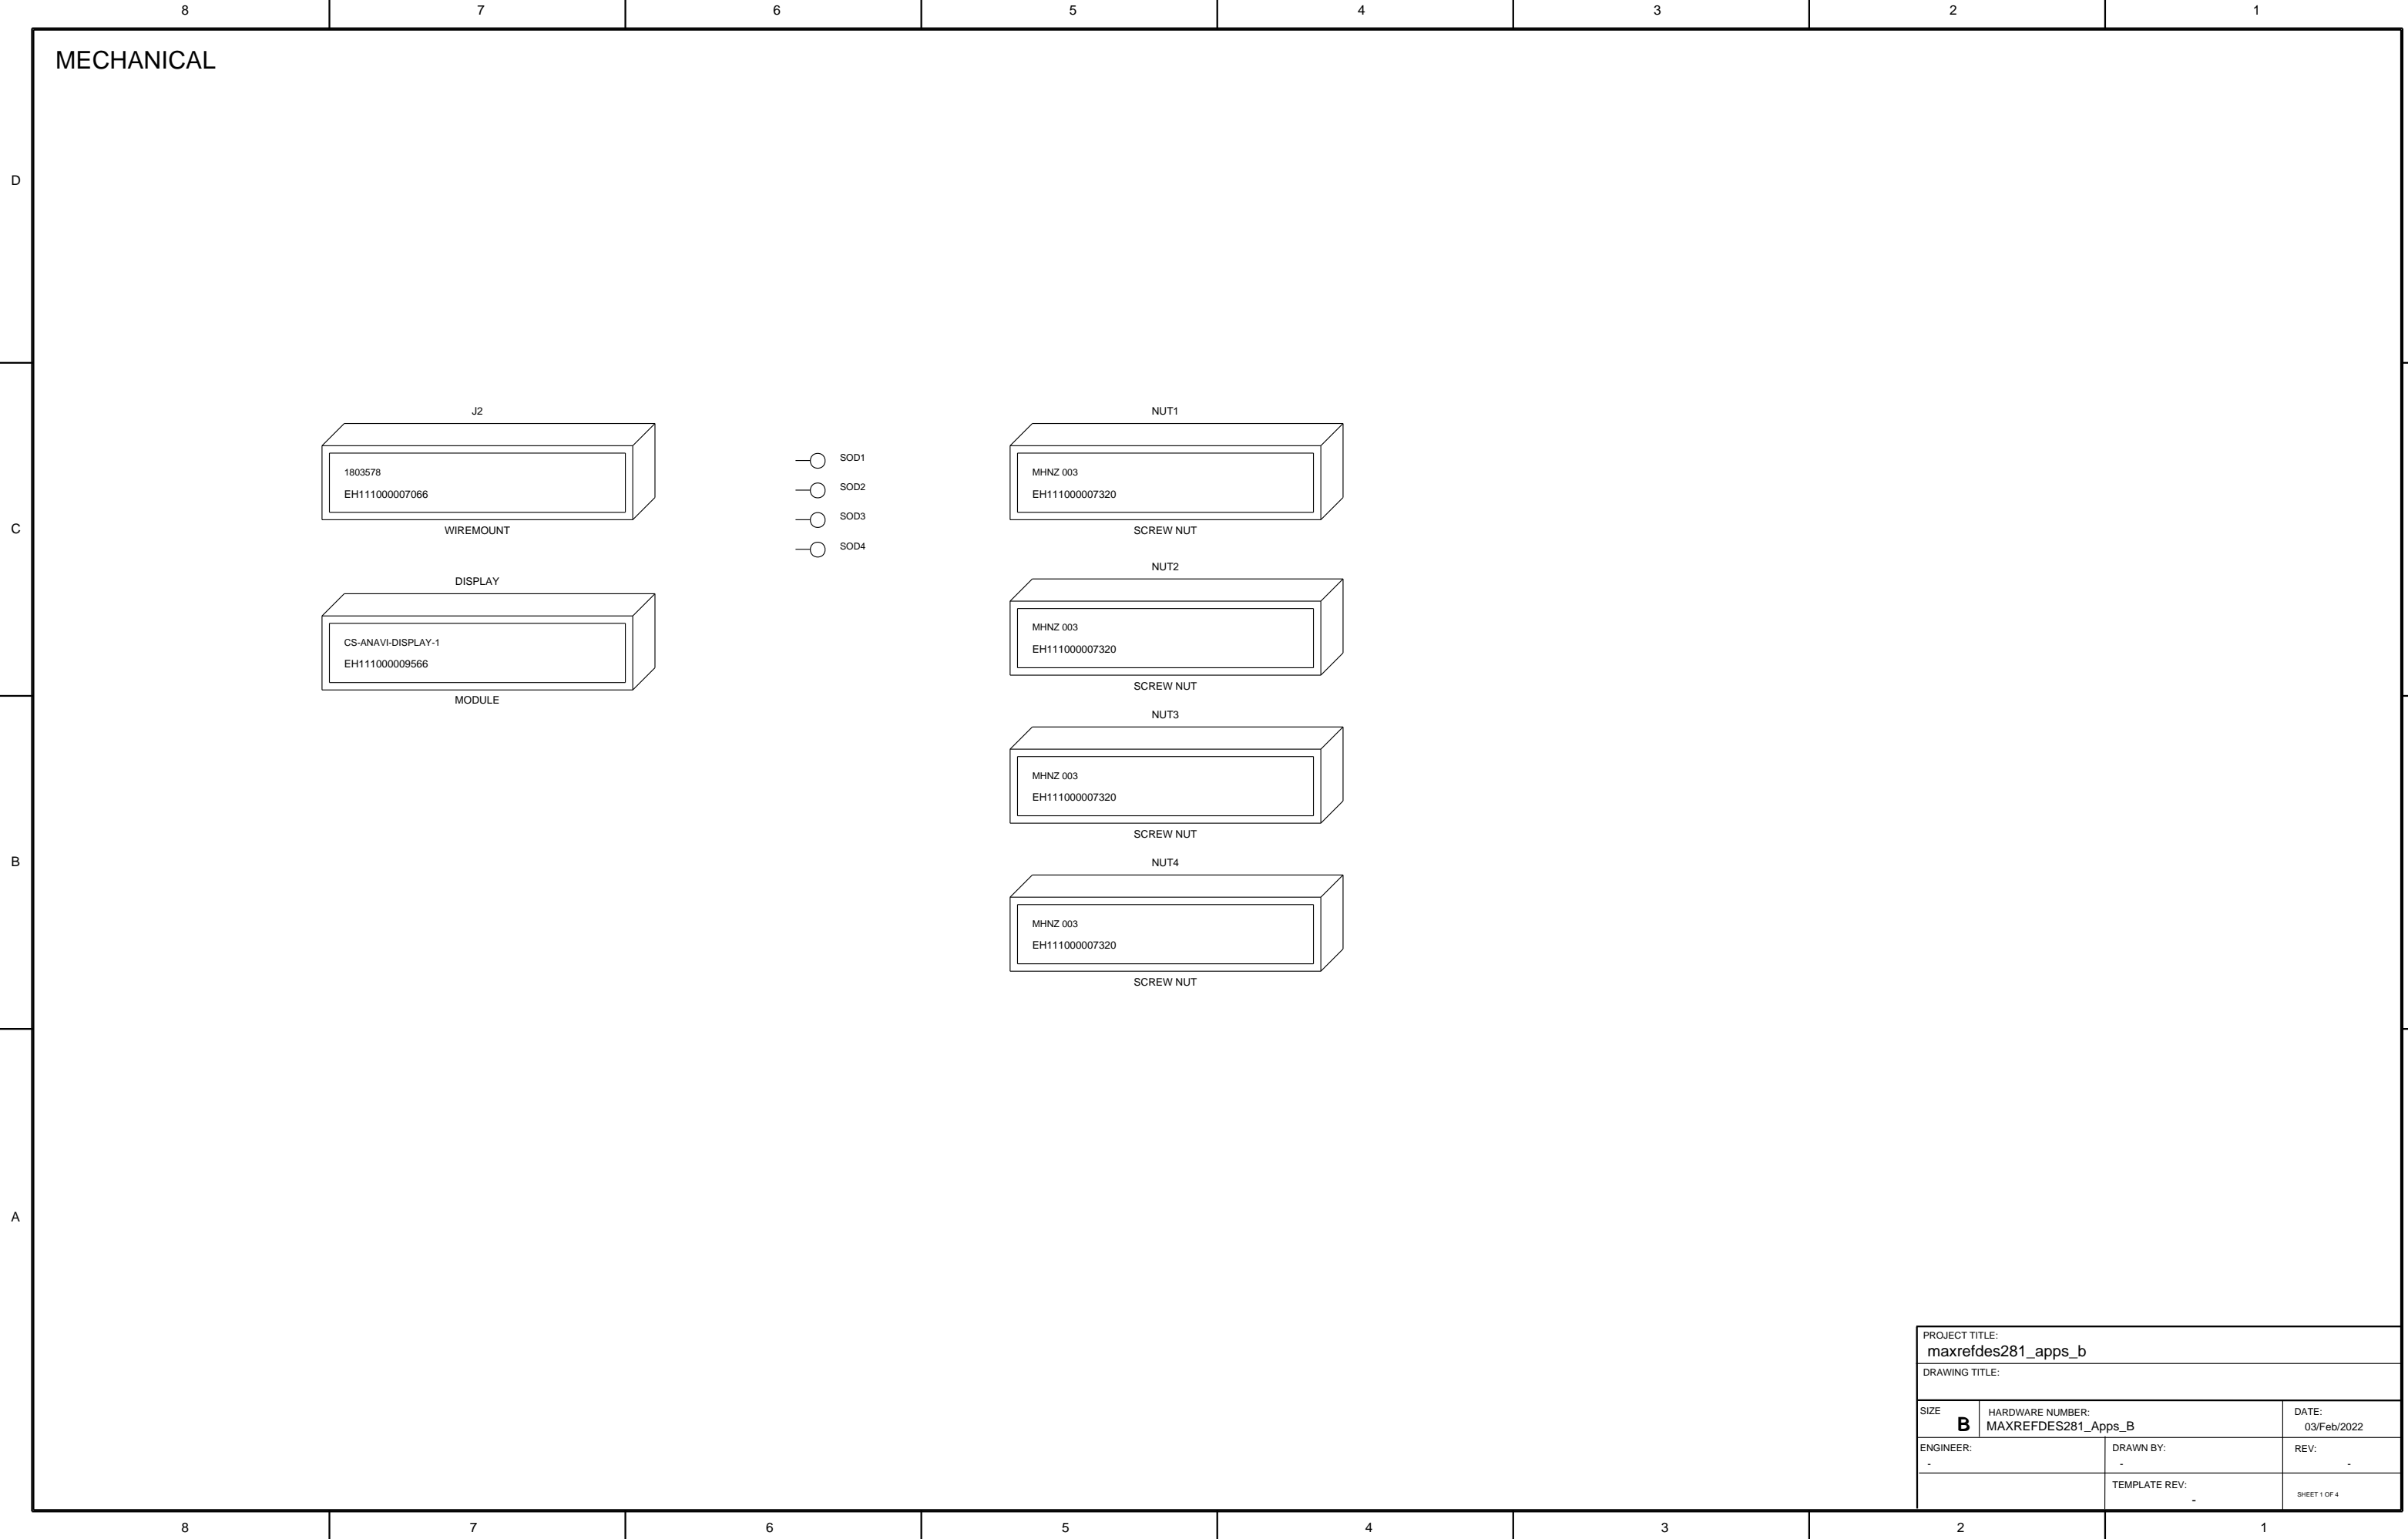 8 7 6 5 4 3 2 1
MECHANICAL
D
C
B
A
J2
1803578
EH111000007066
WIREMOUNT
DISPLAY
CS-ANAVI-DISPLAY-1
EH111000009566
MODULE
SOD1
SOD2
SOD3
SOD4
NUT1
MHNZ 003
EH111000007320
SCREW NUT
NUT2
MHNZ 003
EH111000007320
SCREW NUT
NUT3
MHNZ 003
EH111000007320
SCREW NUT
NUT4
MHNZ 003
EH111000007320
SCREW NUT
PROJECT TITLE:
maxrefdes281_apps_b
DRAWING TITLE:
SIZE
B
HARDWARE NUMBER:
MAXREFDES281_Apps_B
DATE:
03/Feb/2022
ENGINEER:
-
DRAWN BY:
-
REV:
-
TEMPLATE REV:
-
SHEET 1 OF 4
8 7 6 5 4 3 2 1